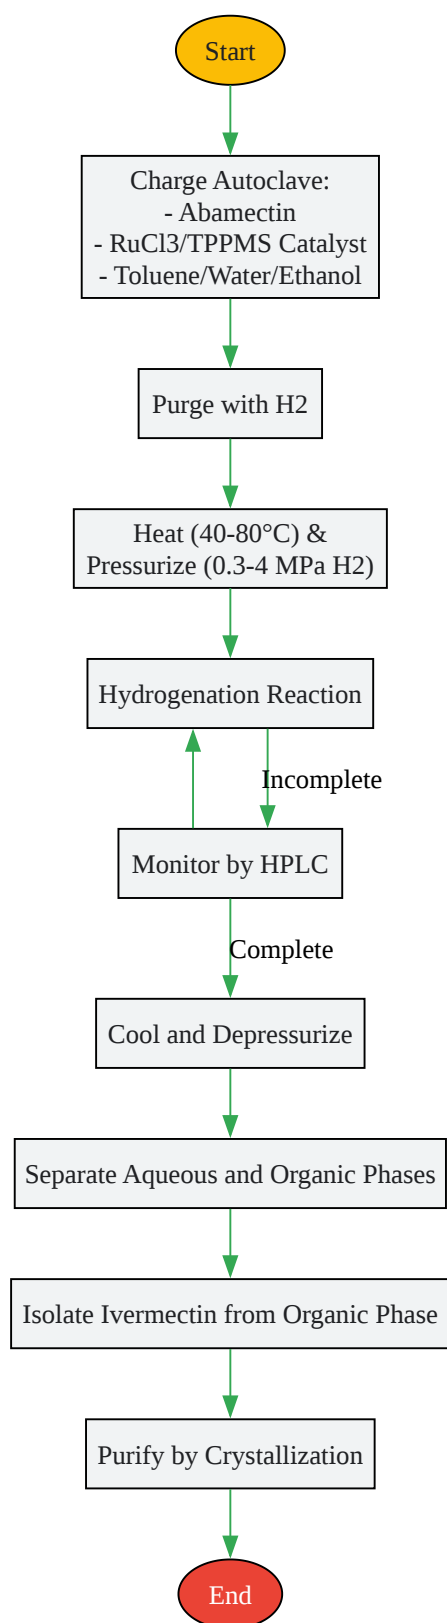 Start
Charge Autoclave:
- Abamectin
- RuCl3/TPPMS Catalyst
- Toluene/Water/Ethanol
Purge with H2
Heat (40-80°C) &
Pressurize (0.3-4 MPa H2)
Hydrogenation Reaction
Incomplete
Monitor by HPLC
Complete
Cool and Depressurize
Separate Aqueous and Organic Phases
Isolate Ivermectin from Organic Phase
Purify by Crystallization
End